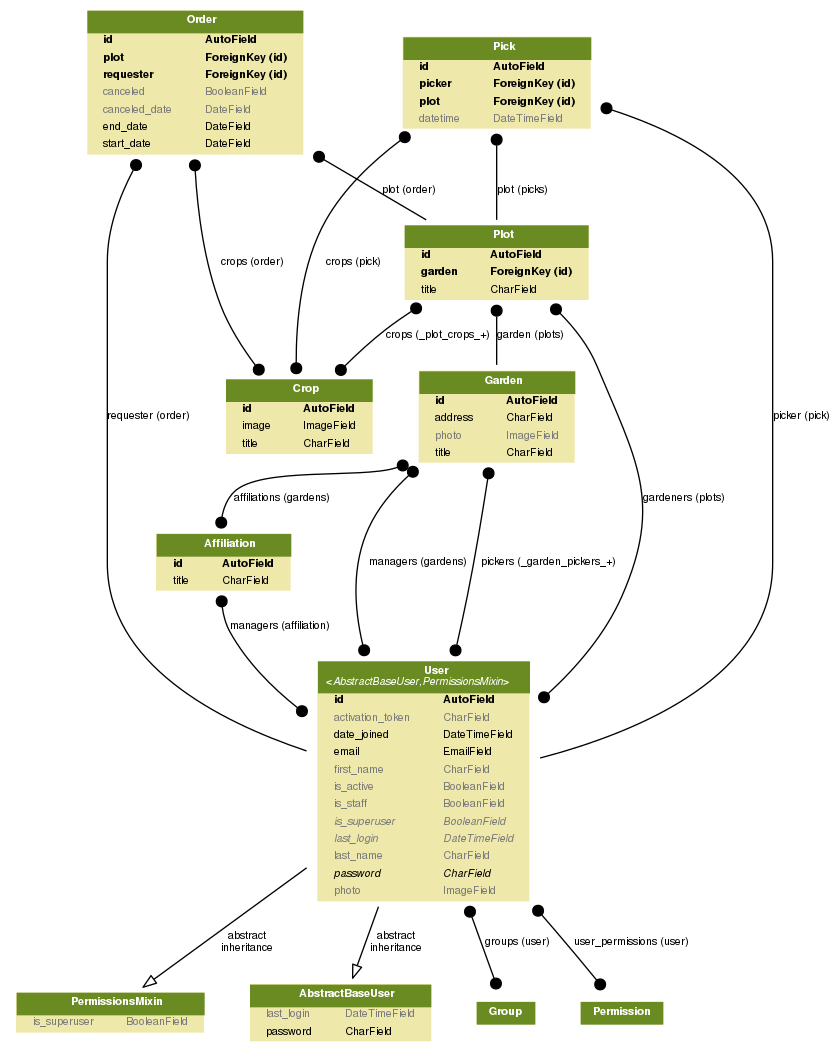 Order
id AutoField
plot ForeignKey (id)
requester ForeignKey (id)
canceled BooleanField
canceled_date DateField
end_date DateField
start_date DateField
Pick
id AutoField
picker ForeignKey (id)
plot ForeignKey (id)
datetime DateTimeField
plot (order)
plot (picks)
Plot
id AutoField
garden ForeignKey (id)
title CharField
crops (order)
crops (pick)
crops (_plot_crops_+)
garden (plots)
Crop
id AutoField
image ImageField
title CharField
Garden
id AutoField
address CharField
photo ImageField
title CharField
requester (order)
picker (pick)
affiliations (gardens)
gardeners (plots)
Affiliation
id AutoField
title CharField
managers (gardens)
pickers (_garden_pickers_+)
managers (affiliation)
User
<AbstractBaseUser,PermissionsMixin>
id AutoField
activation_token CharField
date_joined DateTimeField
email EmailField
first_name CharField
is_active BooleanField
is_staff BooleanField
is_superuser BooleanField
last_login DateTimeField
last_name CharField
password CharField
photo ImageField
abstract
inheritance
abstract
inheritance
groups (user)
user_permissions (user)
PermissionsMixin
is_superuser BooleanField
AbstractBaseUser
last_login DateTimeField
password CharField
Group
Permission